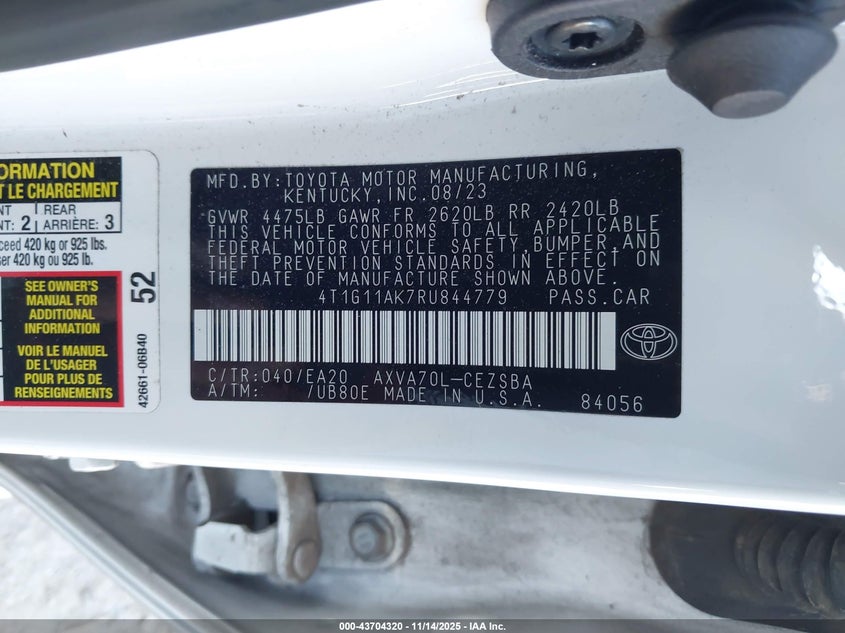 ORMATION
T LE CHARGEMENT
NT
NT: 2
REAR
ARRIÈRE: 3
ceed 420 kg or 925 lbs.
ser 420 kg ou 925 lb.
SEE OWNER'S
MANUAL FOR
ADDITIONAL
INFORMATION
VOIR LE MANUEL
DE PLUS
RENSEIGNEMENTS
52
42661-06B40
MFD.BY:TOYOTA MOTOR MANUFACTURING,
KENTUCKY,INC.08/23
GVWR 4475LB GAWR FR 2620LB RR 2420LB
THIS VEHICLE CONFORMS TO ALL APPLICABLE
FEDERAL MOTOR VEHICLE SAFETY,BUMPER,AND
THEFT PREVENTION STANDARDS IN EFFECT ON
THE DATE OF MANUFACTURE SHOWN ABOVE.
4T1G11AK7RU844779 PASS.CAR
C/TR:040/EA20 AXVA70L-CEZSBA
A/TM: /UB80E MADE IN U.S.A. 84056
000-43704320 - 11/14/2025 - IAA Inc.